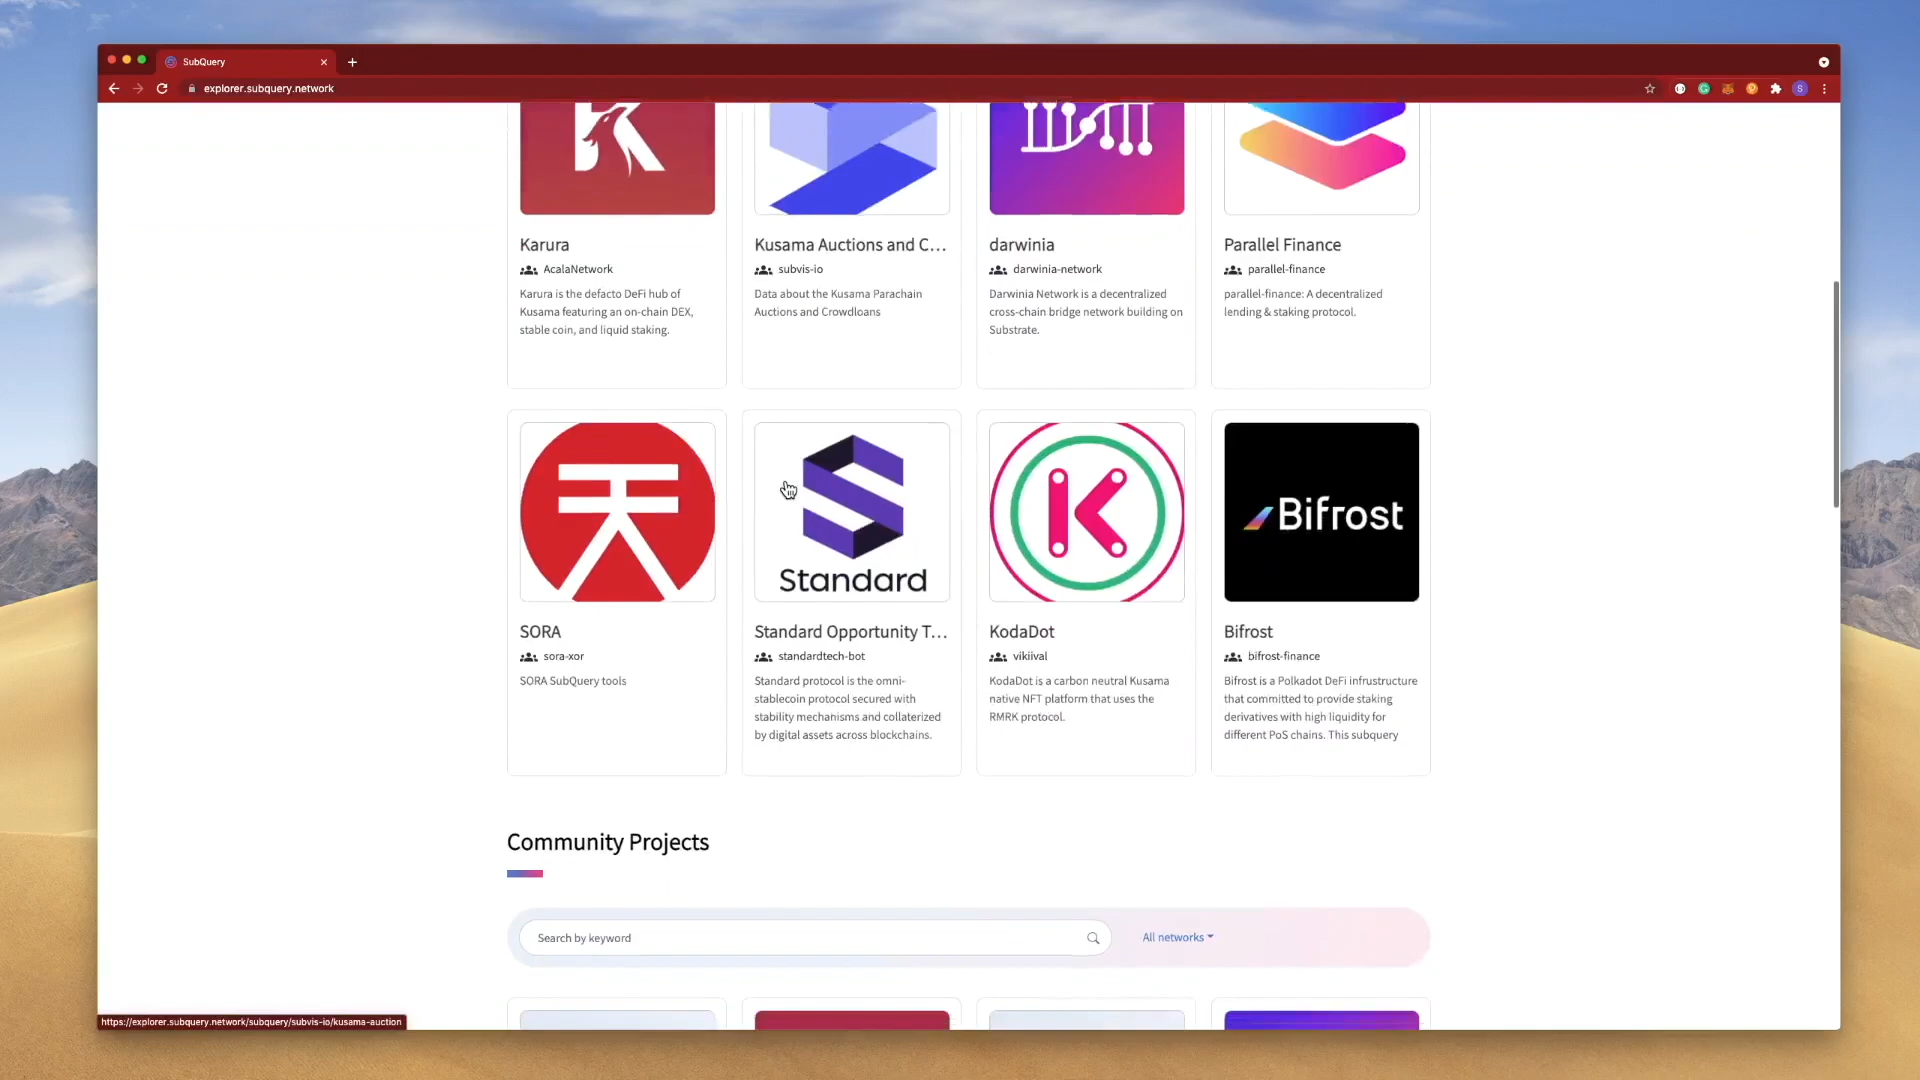 SubQuery
explorer.subquery.network
S
K
Karura
Kusama Auctions and C...
darwinia
Parallel Finance
AcalaNetwork
subvis-io
darwinia-network
parallel-finance
Karura is the defacto DeFi hub of
Kusama featuring an on-chain DEX,
stable coin, and liquid staking.
Data about the Kusama Parachain
Auctions and Crowdloans
Darwinia Network is a decentralized
cross-chain bridge network building on
Substrate.
parallel-finance: A decentralized
lending & staking protocol.
天
Standard
K
Bifrost
SORA
Standard Opportunity T...
KodaDot
Bifrost
sora-xor
standardtech-bot
vikiival
bifrost-finance
SORA SubQuery tools
Standard protocol is the omni-
stablecoin protocol secured with
stability mechanisms and collaterized
by digital assets across blockchains.
KodaDot is a carbon neutral Kusama
native NFT platform that uses the
RMRK protocol.
Bifrost is a Polkadot DeFi infrustructure
that committed to provide staking
derivatives with high liquidity for
different PoS chains. This subquery
Community Projects
Search by keyword
All networks
https://explorer.subquery.network/subquery/subvis-io/kusama-auction